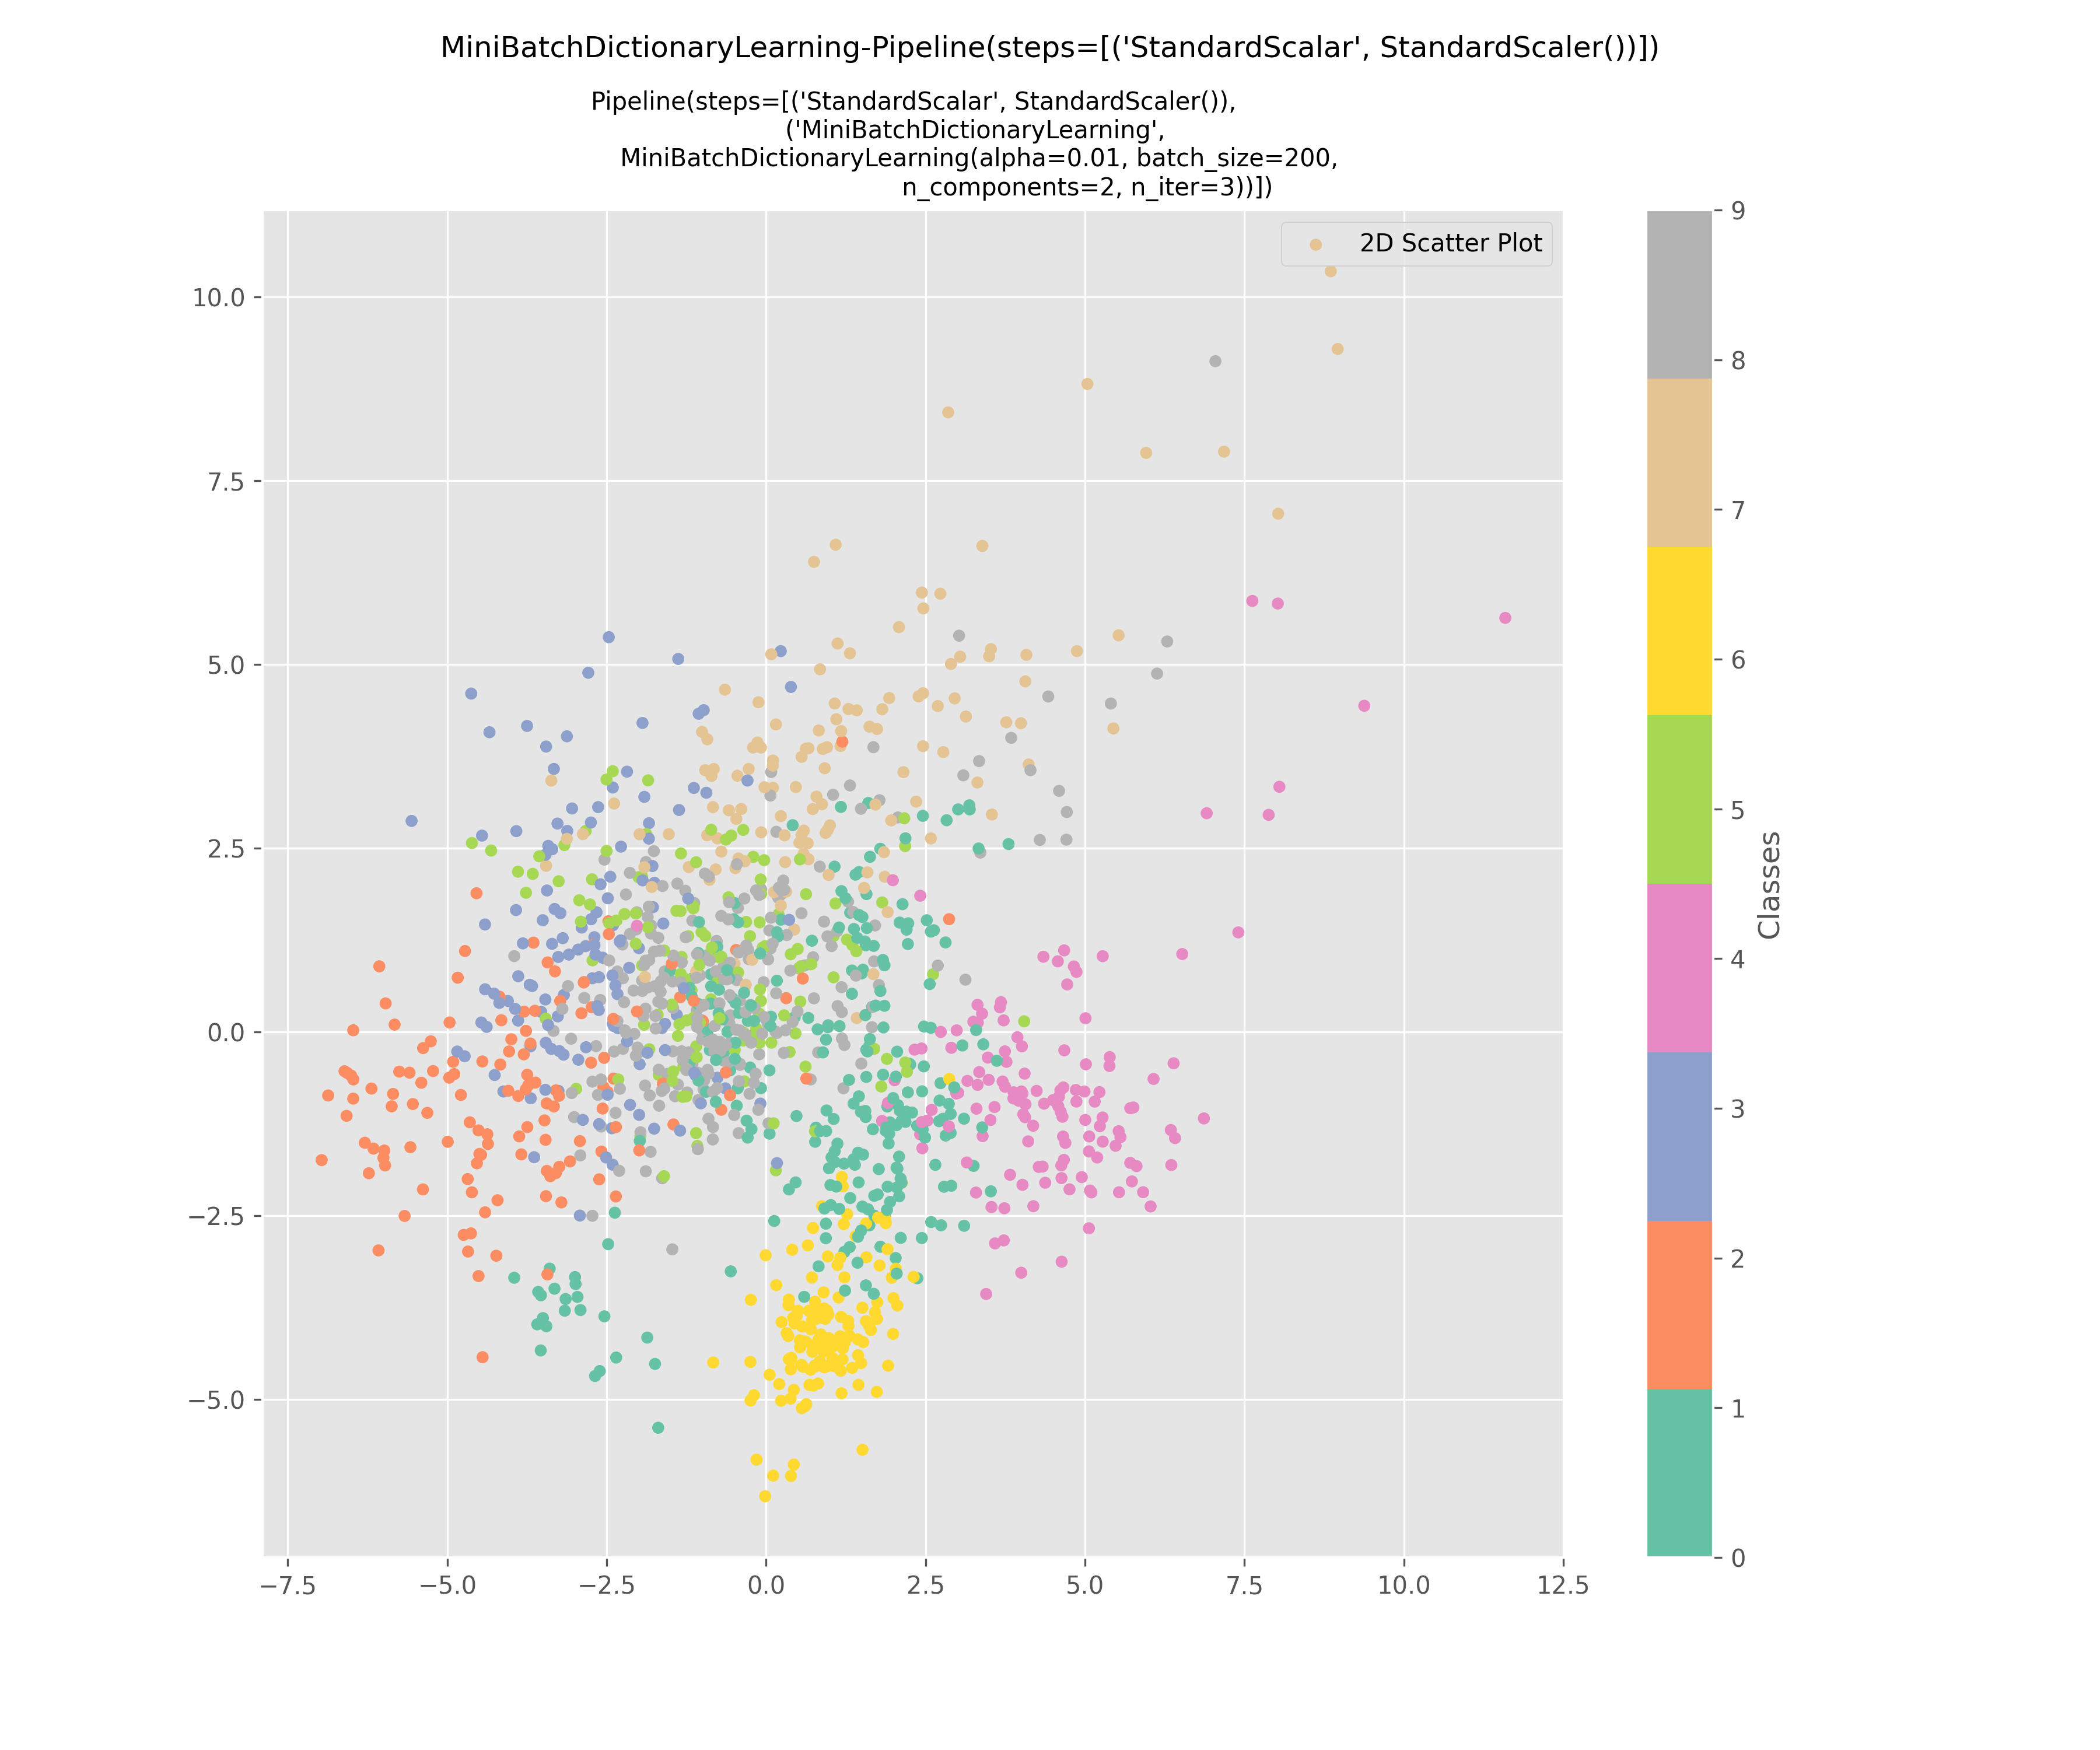 MiniBatchDictionaryLearning-Pipeline(steps=[('StandardScalar', StandardScaler())])
Pipeline(steps=[('StandardScalar', StandardScaler()),
('MiniBatchDictionaryLearning',
MiniBatchDictionaryLearning(alpha=0.01, batch_size=200,
n_components=2, n_iter=3))])
2D Scatter Plot
10.0
7.5
5.0
2.5
0.0
−2.5
−5.0
−7.5 −5.0 −2.5 0.0 2.5 5.0 7.5 10.0 12.5
9
8
7
6
5
4
3
2
1
0
Classes